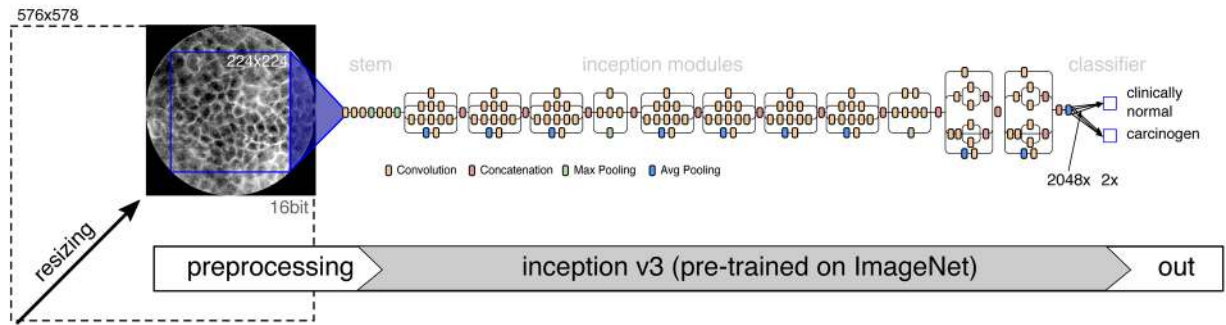 576x578
224x224
stem
inception modules
classifier
clinically
normal
carcinogen
Convolution
Concatenation
Max Pooling
Avg Pooling
2048x 2x
16bit
resizing
preprocessing
inception v3 (pre-trained on ImageNet)
out